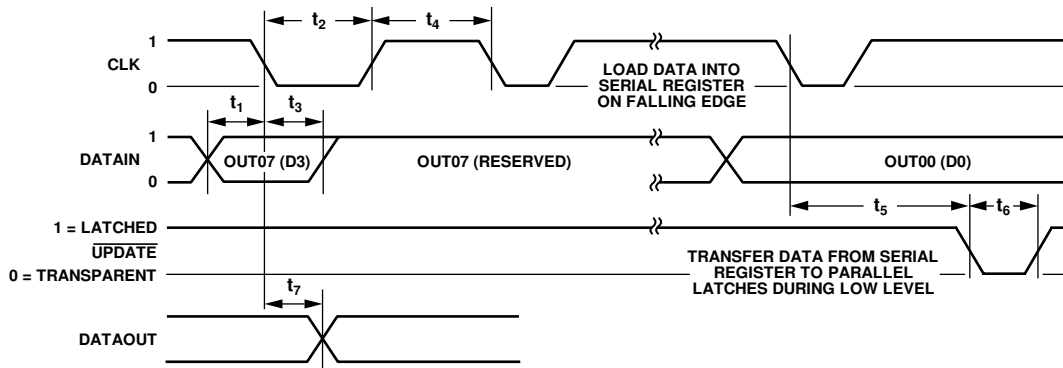 t2
t4
1
CLK
0
LOAD DATA INTO
SERIAL REGISTER
ON FALLING EDGE
t1
t3
1
DATAIN
0
OUT07 (D3)
OUT07 (RESERVED)
OUT00 (D0)
t5
t6
1 = LATCHED
UPDATE
0 = TRANSPARENT
TRANSFER DATA FROM SERIAL
REGISTER TO PARALLEL
LATCHES DURING LOW LEVEL
t7
DATAOUT